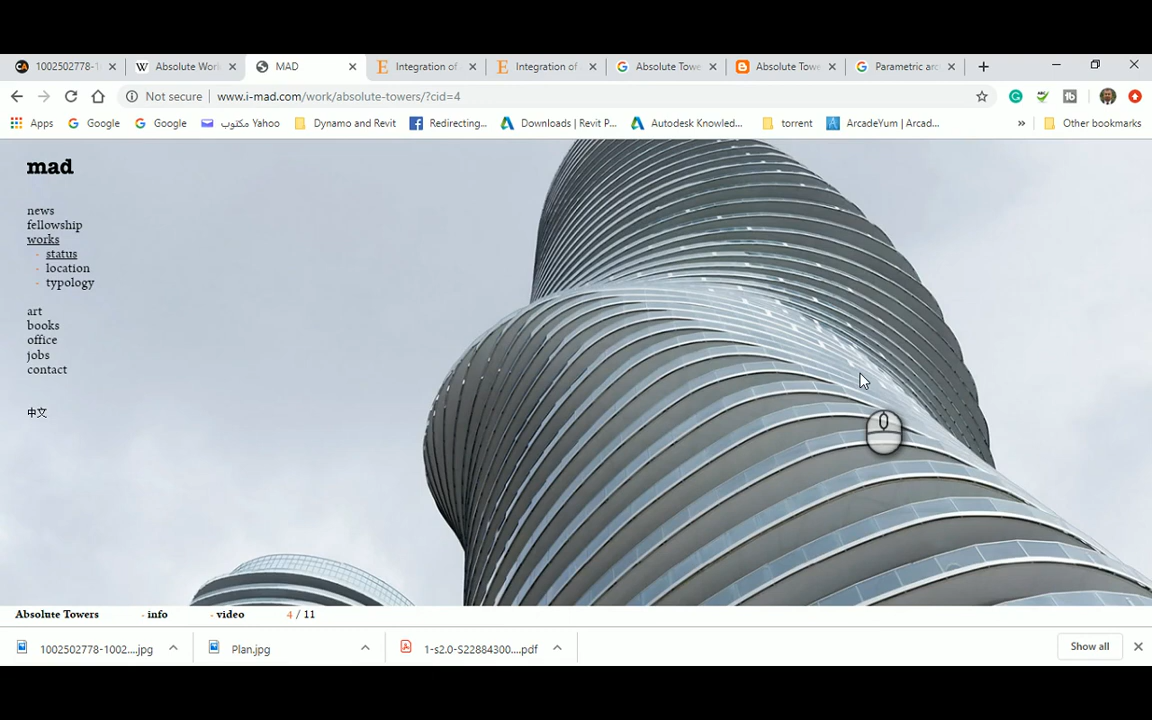 1002502778-1
Absolute Wor
MAD
Integration of
Integration of
Absolute Towe
Absolute Towe
Parametric arc
Not secure
www.i-mad.com/work/absolute-towers/?cid=4
Apps
Google
Google
مكتوب Yahoo
Dynamo and Revit
Redirecting...
Downloads | Revit P...
Autodesk Knowled...
torrent
ArcadeYum | Arcad...
»
Other bookmarks
mad
news
fellowship
works
- status
- location
- typology
art
books
office
jobs
contact
中文
Absolute Towers
- info
- video
4 / 11
1002502778-1002....jpg
Plan.jpg
1-s2.0-S22884300....pdf
Show all